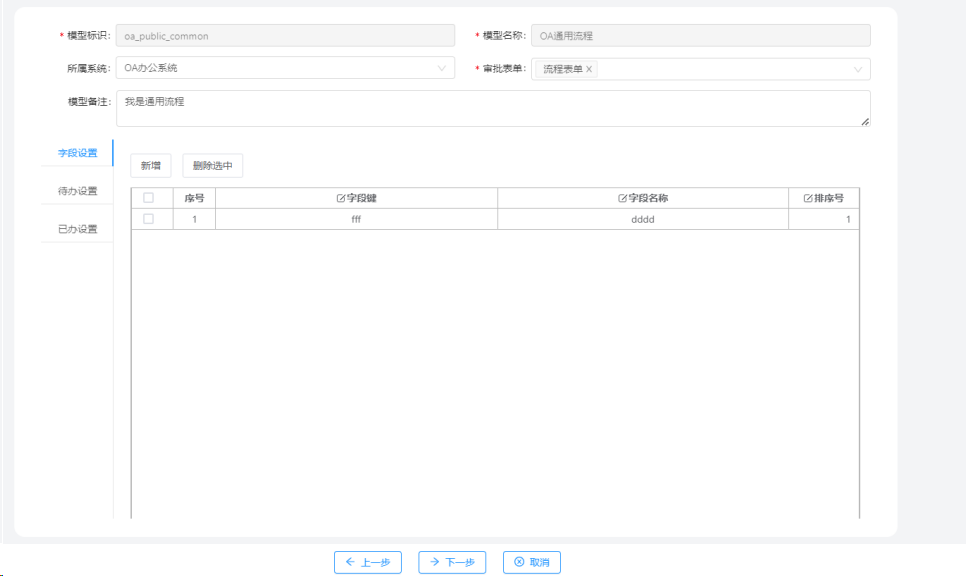 * 模型标识: oa_public_common * 模型名称: OA通用流程
所属系统: OA办公系统 * 审批表单: 流程表单 X
模型备注: 我是通用流程
字段设置
待办设置
已办设置
新增 删除选中
序号 字段键 字段名称 排序号
1 fff dddd 1
上一步 下一步 取消